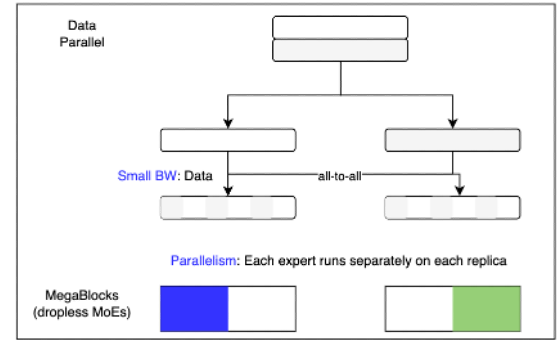 Data
Parallel
Small BW: Data
all-to-all
Parallelism: Each expert runs separately on each replica
MegaBlocks
(dropless MoEs)